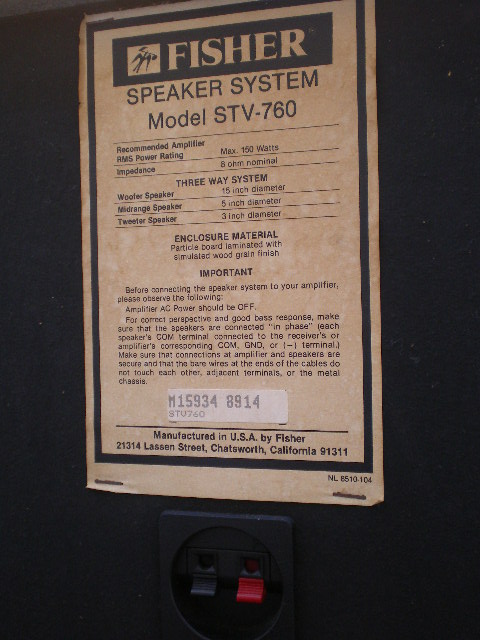 FISHER
SPEAKER SYSTEM
Model STV-760
Recommended Amplifier
RMS Power Rating Max. 150 Watts
Impedance 8 ohm nominal
THREE WAY SYSTEM
Woofer Speaker 15 inch diameter
Midrange Speaker 5 inch diameter
Tweeter Speaker 3 inch diameter
ENCLOSURE MATERIAL
Particle board laminated with
simulated wood grain finish
IMPORTANT
Before connecting the speaker system to your amplifier,
please observe the following:
Amplifier AC Power should be OFF.
For correct perspective and good bass response, make
sure that the speakers are connected "in phase" (each
speaker's COM terminal connected to the receiver's or
amplifier's corresponding COM, GND, or (−) terminal.)
Make sure that connections at amplifier and speakers are
secure and that the bare wires at the ends of the cables do
not touch each other, adjacent terminals, or the metal
chassis.
M15934 8914
STV760
Manufactured in U.S.A. by Fisher
21314 Lassen Street, Chatsworth, California 91311
NL 8510-104